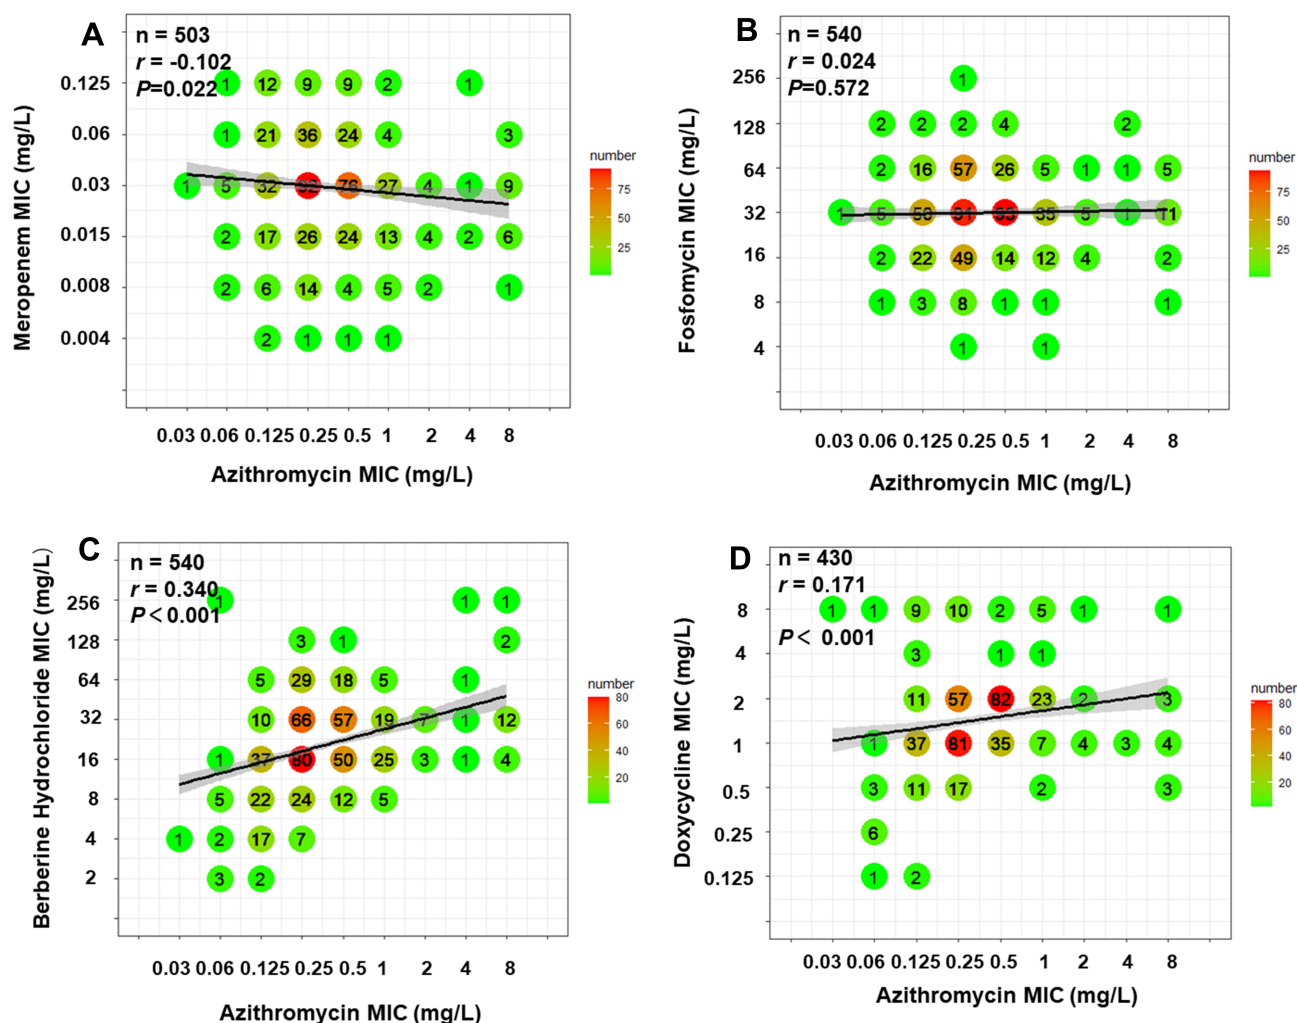 A
n = 503
r = -0.102
P=0.022
Meropenem MIC (mg/L)
0.125 1 12 9 9 2 1
0.06 1 21 36 24 4 3
0.03 1 5 32 92 76 27 4 1 9
0.015 2 17 26 24 13 4 2 6
0.008 2 6 14 4 5 2 1
0.004 2 1 1 1
0.03 0.06 0.125 0.25 0.5 1 2 4 8
Azithromycin MIC (mg/L)
number
75
50
25
B
n = 540
r = 0.024
P=0.572
Fosfomycin MIC (mg/L)
256 1
128 2 2 2 4 2
64 2 16 57 26 5 1 1 5
32 1 5 5 1 11
16 2 22 49 14 12 4 2
8 1 3 8 1 1 1
4 1 1
0.03 0.06 0.125 0.25 0.5 1 2 4 8
Azithromycin MIC (mg/L)
number
75
50
25
C
n = 540
r = 0.340
P＜0.001
Berberine Hydrochloride MIC (mg/L）
256 1 1 1
128 3 1 2
64 5 29 18 5 1
32 10 66 57 19 7 1 12
16 1 37 80 50 25 3 1 4
8 5 22 24 12 5
4 1 2 17 7
2 3 2
0.03 0.06 0.125 0.25 0.5 1 2 4 8
Azithromycin MIC (mg/L)
number
80
60
40
20
D
n = 430
r = 0.171
P＜ 0.001
Doxycycline MIC (mg/L)
8 1 1 9 10 2 5 1 1
4 3 1 1
2 11 57 82 23 2 3
1 1 37 81 35 7 4 3 4
0.5 3 11 17 2 3
0.25 6
0.125 1 2
0.03 0.06 0.125 0.25 0.5 1 2 4 8
Azithromycin MIC (mg/L)
number
80
60
40
20